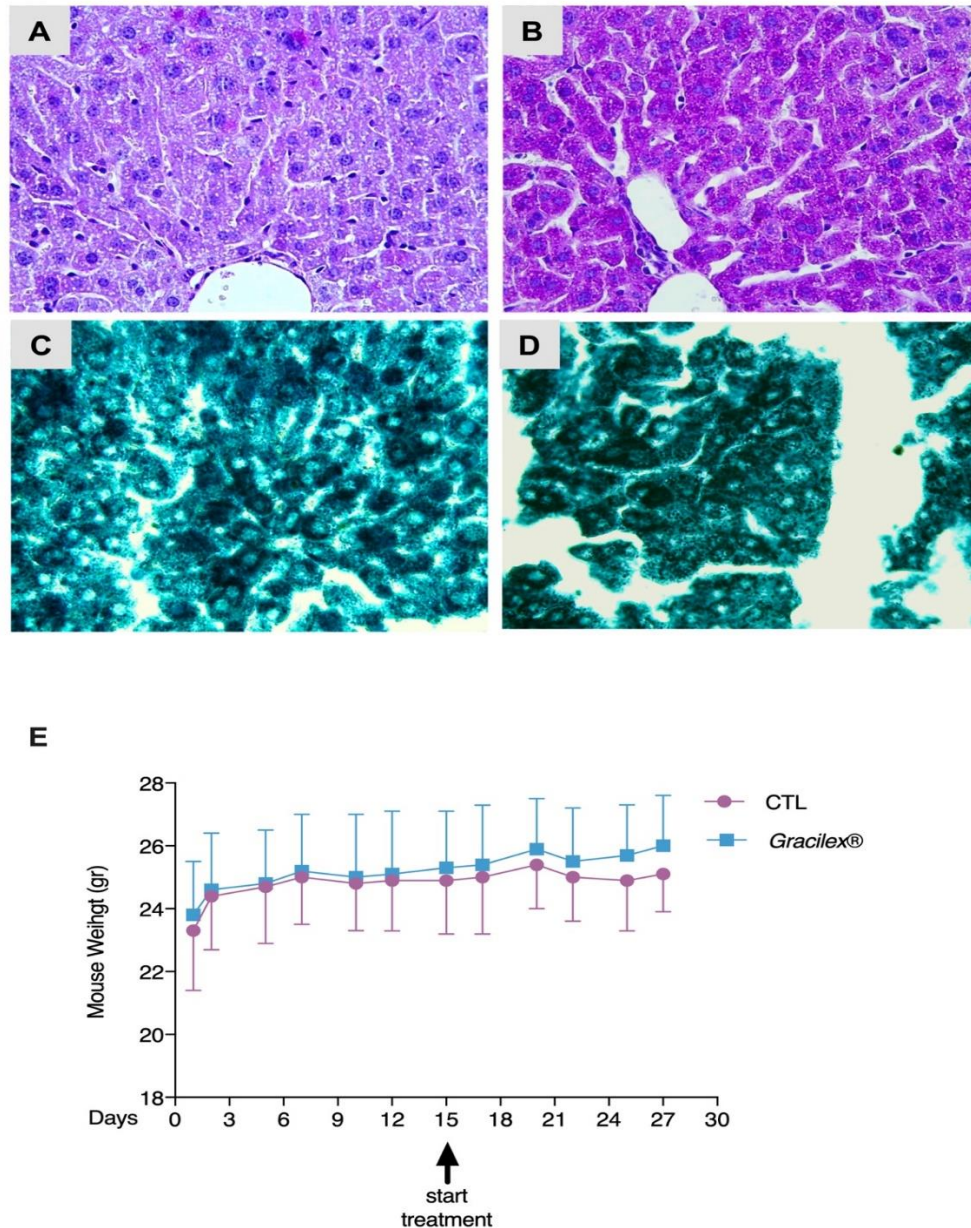 A
B
C
D
E
28
26
24
22
20
18
Mouse Weihgt (gr)
CTL
Gracilex®
Days 0 3 6 9 12 15 18 21 24 27 30
start
treatment